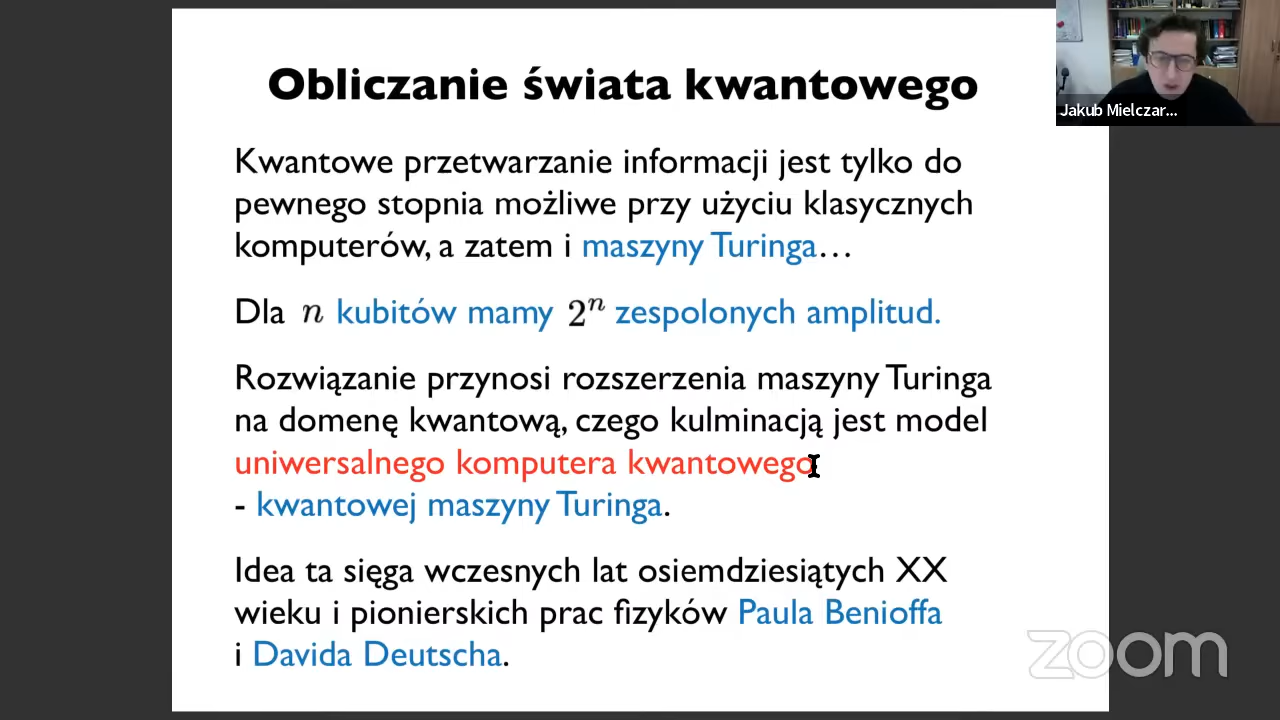 Obliczanie świata kwantowego
Jakub Mielczar...
Kwantowe przetwarzanie informacji jest tylko do
pewnego stopnia możliwe przy użyciu klasycznych
komputerów, a zatem i maszyny Turinga…
Dla n kubitów mamy 2ⁿ zespolonych amplitud.
Rozwiązanie przynosi rozszerzenia maszyny Turinga
na domenę kwantową, czego kulminacją jest model
uniwersalnego komputera kwantowego
- kwantowej maszyny Turinga.
Idea ta sięga wczesnych lat osiemdziesiątych XX
wieku i pionierskich prac fizyków Paula Benioffa
i Davida Deutscha.
zoom